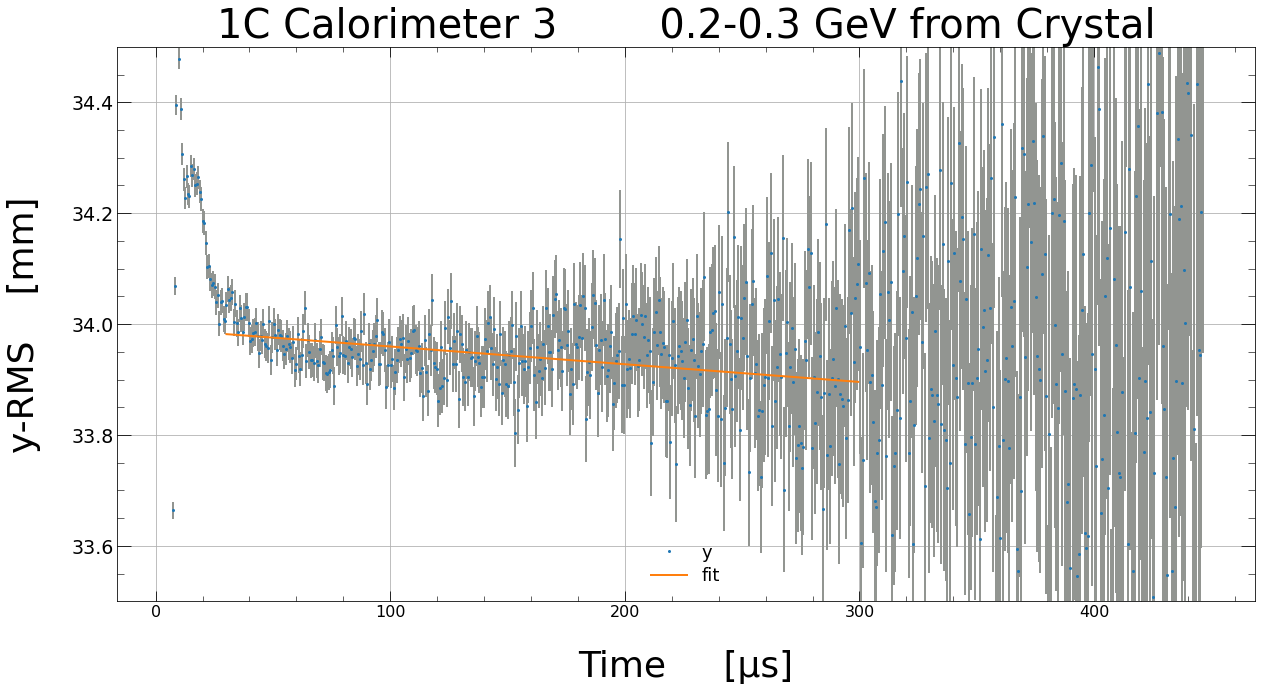 1C Calorimeter 3 0.2-0.3 GeV from Crystal
y-RMS [mm]
34.4
34.2
34.0
33.8
33.6
y
fit
0 100 200 300 400
Time [μs]